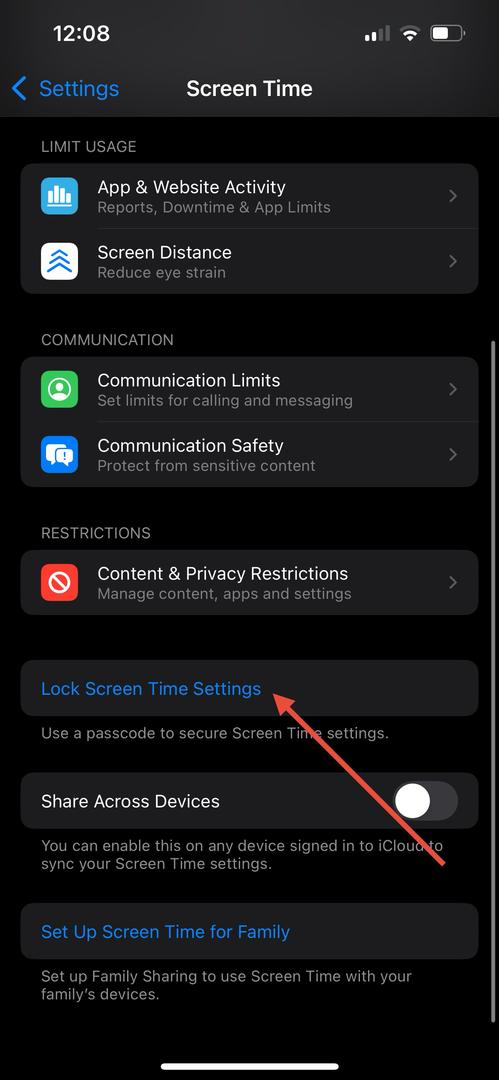 12:08
Settings
Screen Time
LIMIT USAGE
App & Website Activity
Reports, Downtime & App Limits
Screen Distance
Reduce eye strain
COMMUNICATION
Communication Limits
Set limits for calling and messaging
Communication Safety
Protect from sensitive content
RESTRICTIONS
Content & Privacy Restrictions
Manage content, apps and settings
Lock Screen Time Settings
Use a passcode to secure Screen Time settings.
Share Across Devices
You can enable this on any device signed in to iCloud to
sync your Screen Time settings.
Set Up Screen Time for Family
Set up Family Sharing to use Screen Time with your
family’s devices.